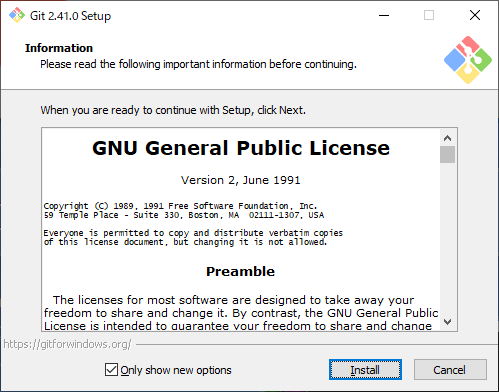 Git 2.41.0 Setup
Information
Please read the following important information before continuing.
When you are ready to continue with Setup, click Next.
GNU General Public License
Version 2, June 1991
Copyright (C) 1989, 1991 Free Software Foundation, Inc.
59 Temple Place - Suite 330, Boston, MA  02111-1307, USA
Everyone is permitted to copy and distribute verbatim copies
of this license document, but changing it is not allowed.
Preamble
The licenses for most software are designed to take away your
freedom to share and change it. By contrast, the GNU General Public
License is intended to guarantee your freedom to share and change
https://gitforwindows.org/
Only show new options
Install
Cancel